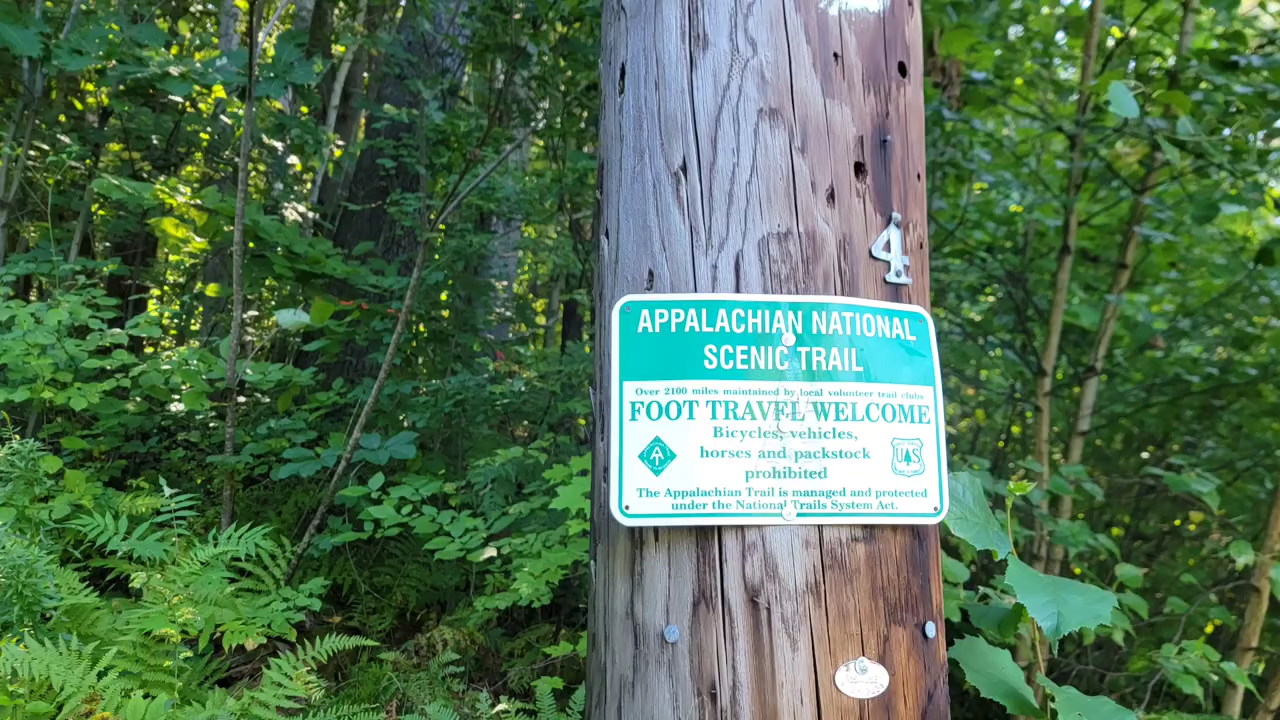 4
APPALACHIAN NATIONAL
SCENIC TRAIL
Over 2100 miles maintained by local volunteer trail clubs
FOOT TRAVEL WELCOME
Bicycles, vehicles,
horses and packstock
prohibited
UAS
The Appalachian Trail is managed and protected
under the National Trails System Act.